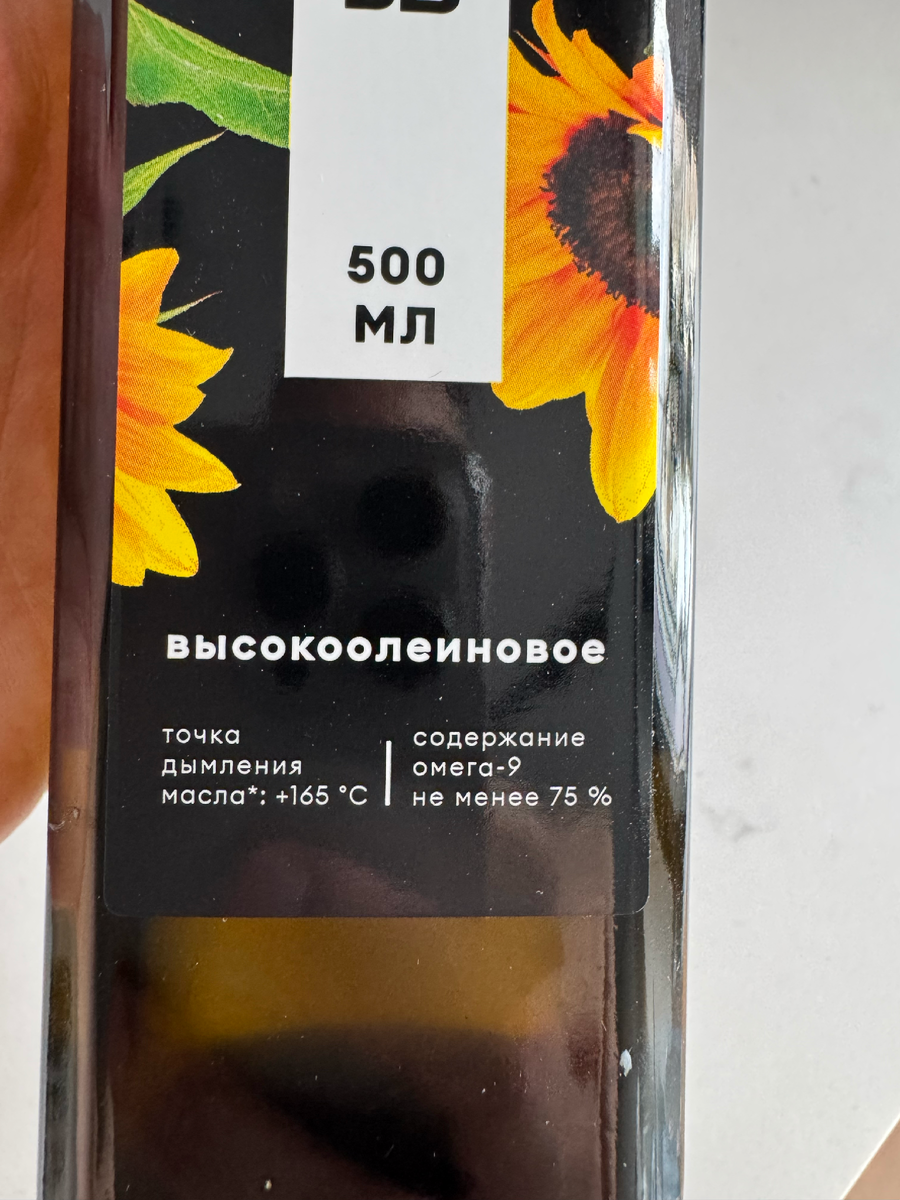 500
МЛ
высокоолеиновое
точка
дымления
масла*: +165 °С
содержание
омега-9
не менее 75 %